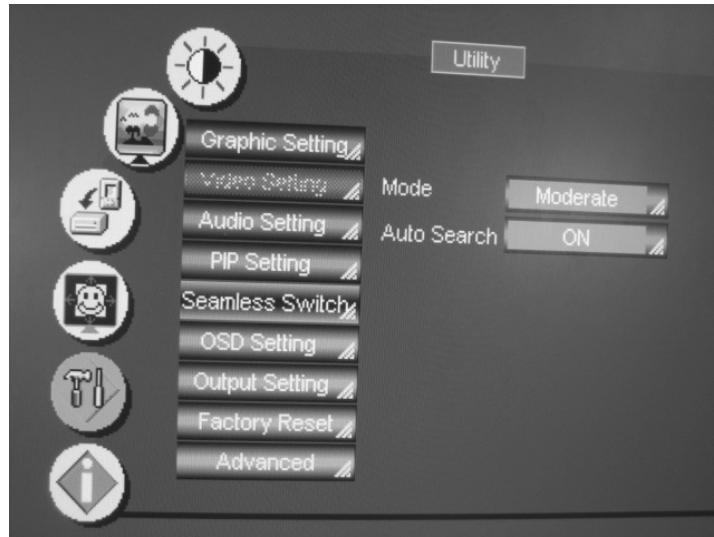 Utility
Graphic Setting
Video Setting
Mode
Moderate
Audio Setting
Auto Search
ON
PIP Setting
Seamless Switch
OSD Setting
Output Setting
Factory Reset
Advanced